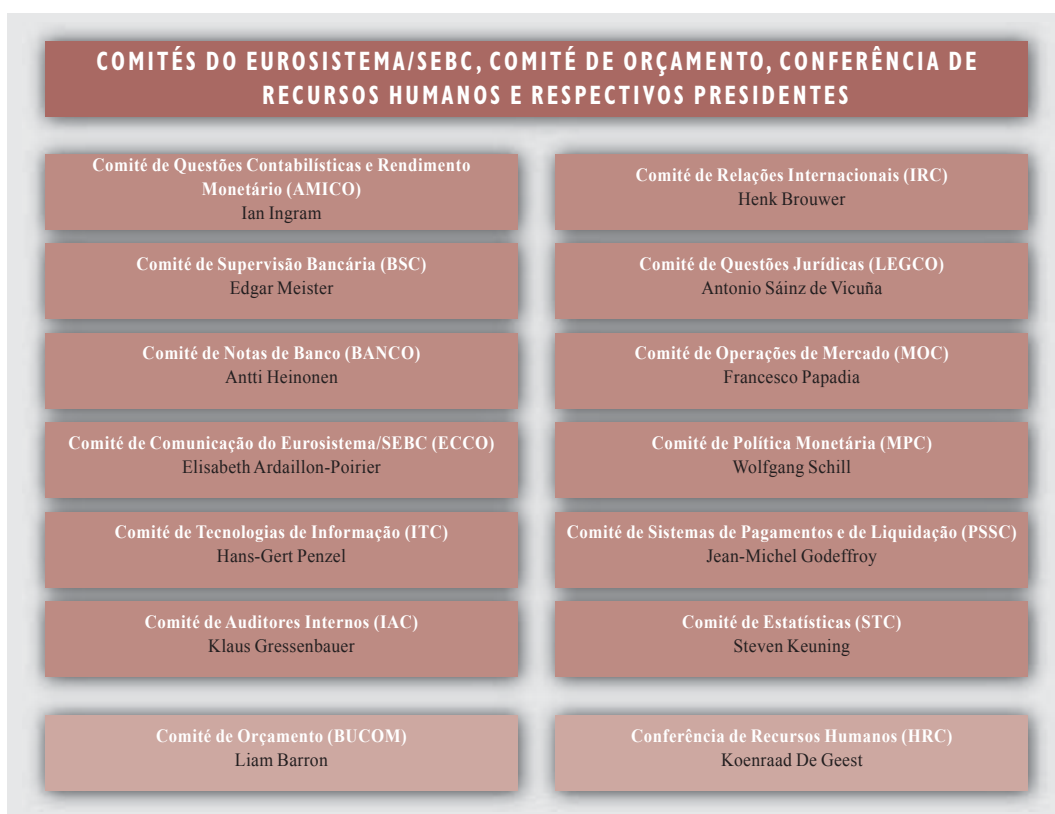 COMITÉS DO EUROSISTEMA/SEBC, COMITÉ DE ORÇAMENTO, CONFERÊNCIA DE
RECURSOS HUMANOS E RESPECTIVOS PRESIDENTES
Comité de Questões Contabilísticas e Rendimento
Monetário (AMICO)
Ian Ingram
Comité de Relações Internacionais (IRC)
Henk Brouwer
Comité de Supervisão Bancária (BSC)
Edgar Meister
Comité de Questões Jurídicas (LEGCO)
Antonio Sáinz de Vicuña
Comité de Notas de Banco (BANCO)
Antti Heinonen
Comité de Operações de Mercado (MOC)
Francesco Papadia
Comité de Comunicação do Eurosistema/SEBC (ECCO)
Elisabeth Ardaillon-Poirier
Comité de Política Monetária (MPC)
Wolfgang Schill
Comité de Tecnologias de Informação (ITC)
Hans-Gert Penzel
Comité de Sistemas de Pagamentos e de Liquidação (PSSC)
Jean-Michel Godeffroy
Comité de Auditores Internos (IAC)
Klaus Gressenbauer
Comité de Estatísticas (STC)
Steven Keuning
Comité de Orçamento (BUCOM)
Liam Barron
Conferência de Recursos Humanos (HRC)
Koenraad De Geest